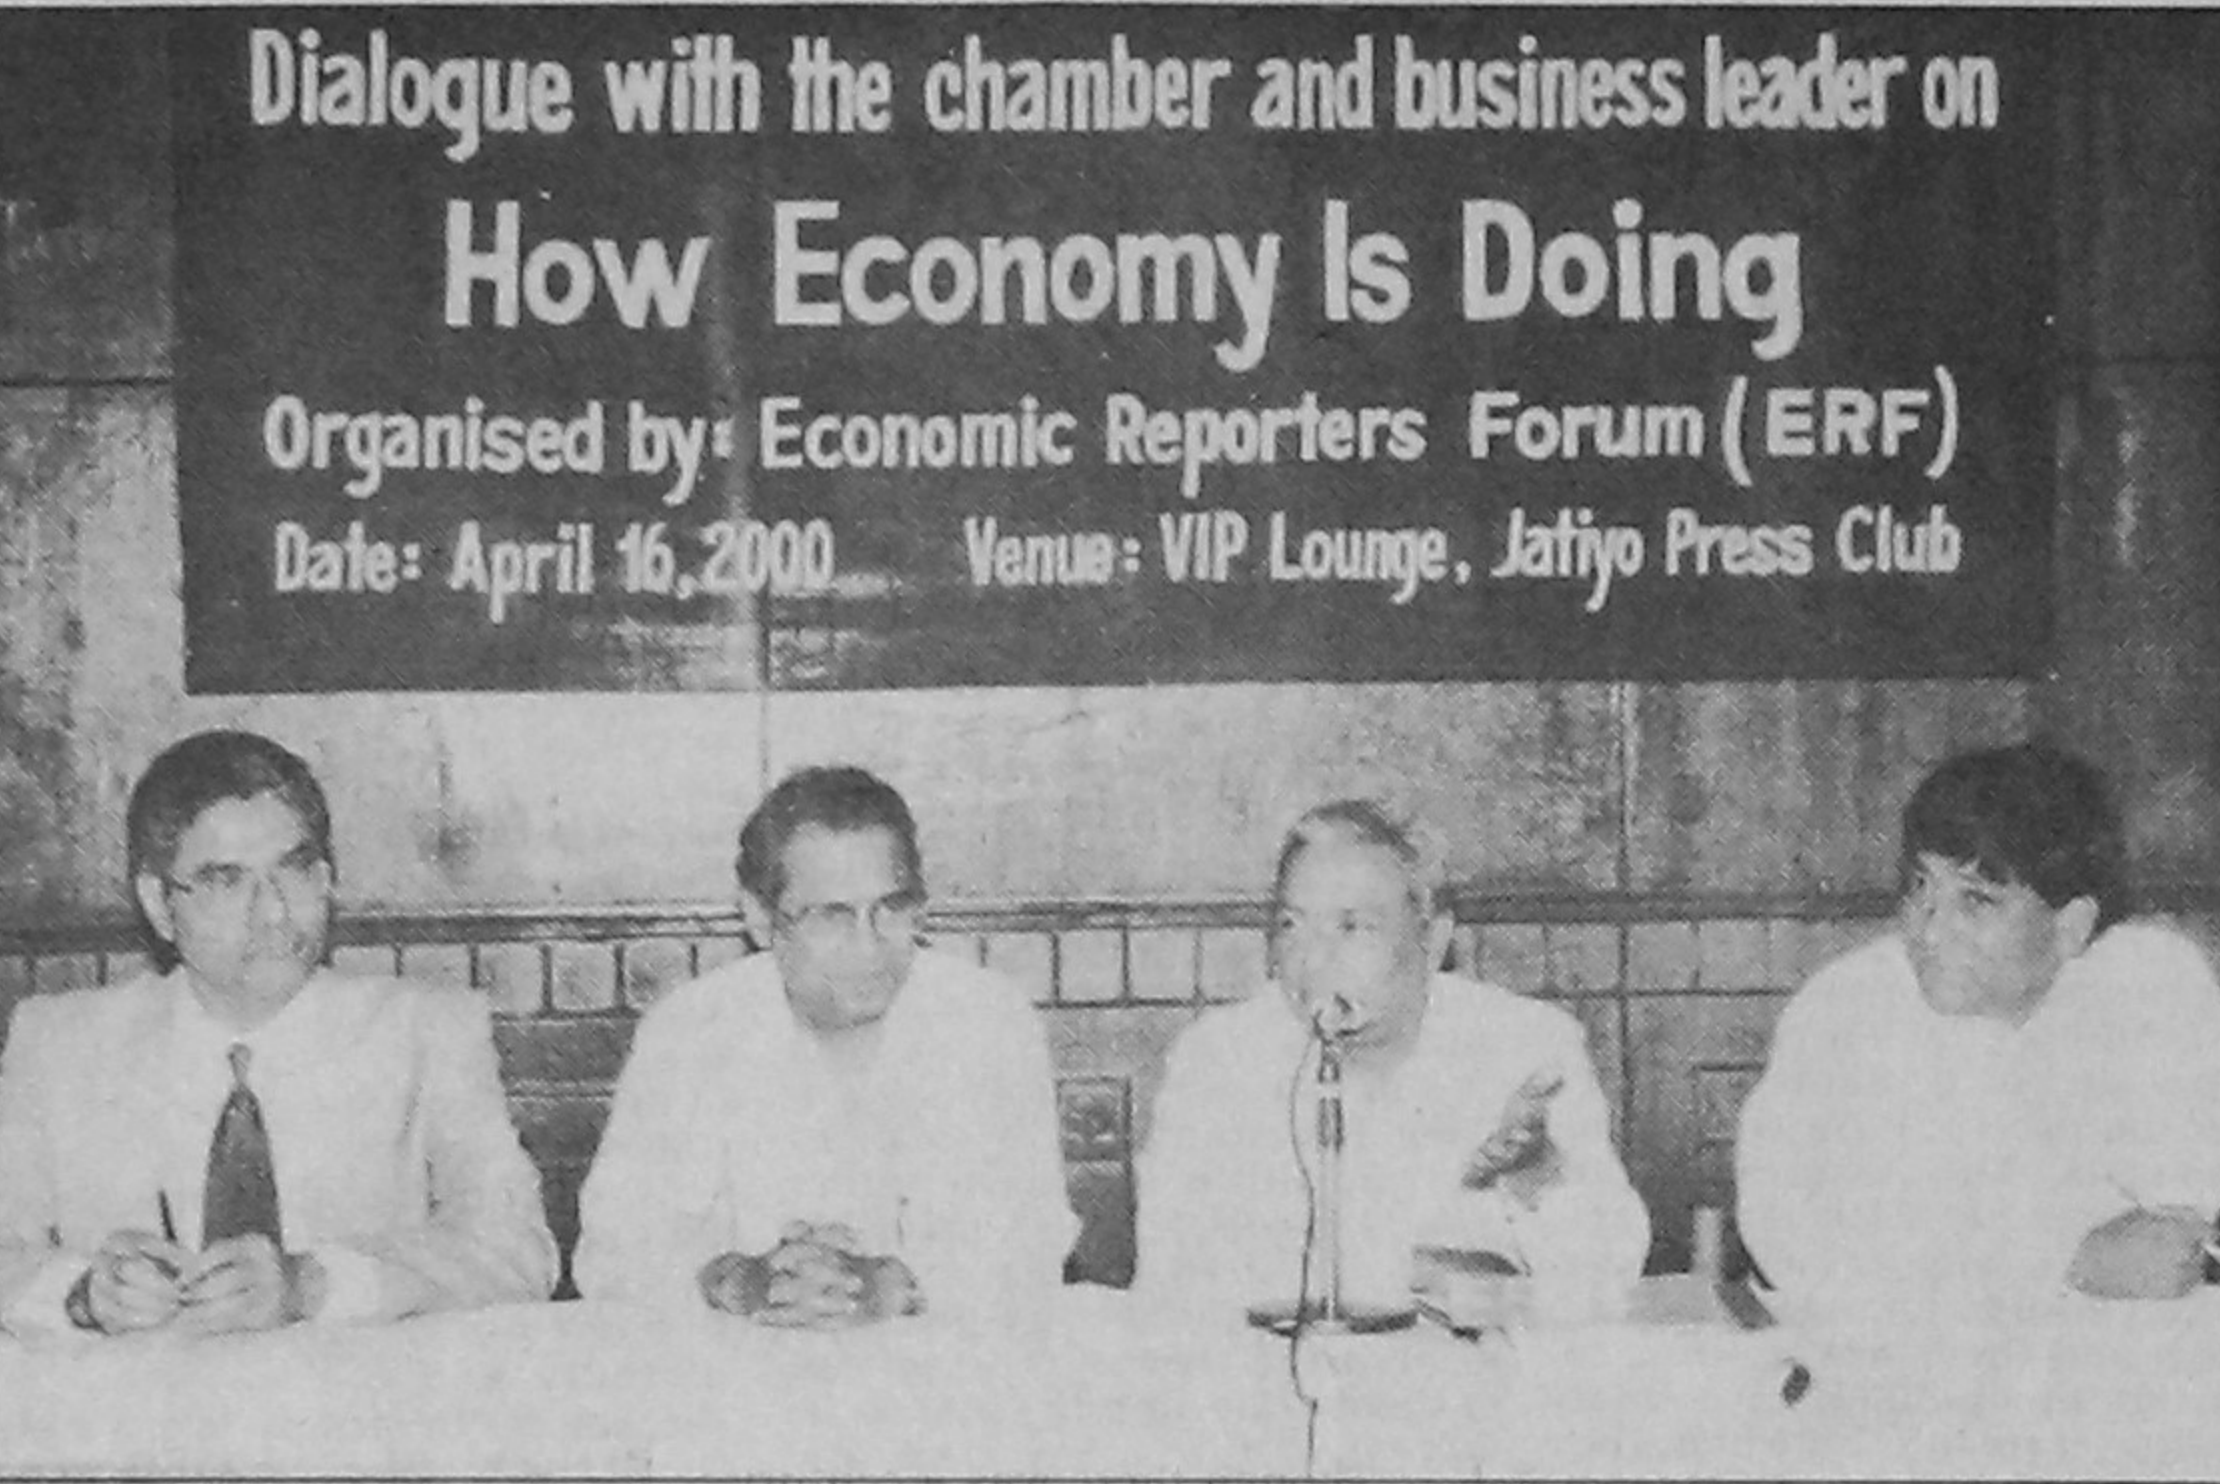 Dialogue with the chamber and business leader on
How Economy Is Doing
Organised by: Economic Reporters Forum (ERF)
Date: April 16, 2000 Venue: VIP Lounge, Jatiyo Press Club